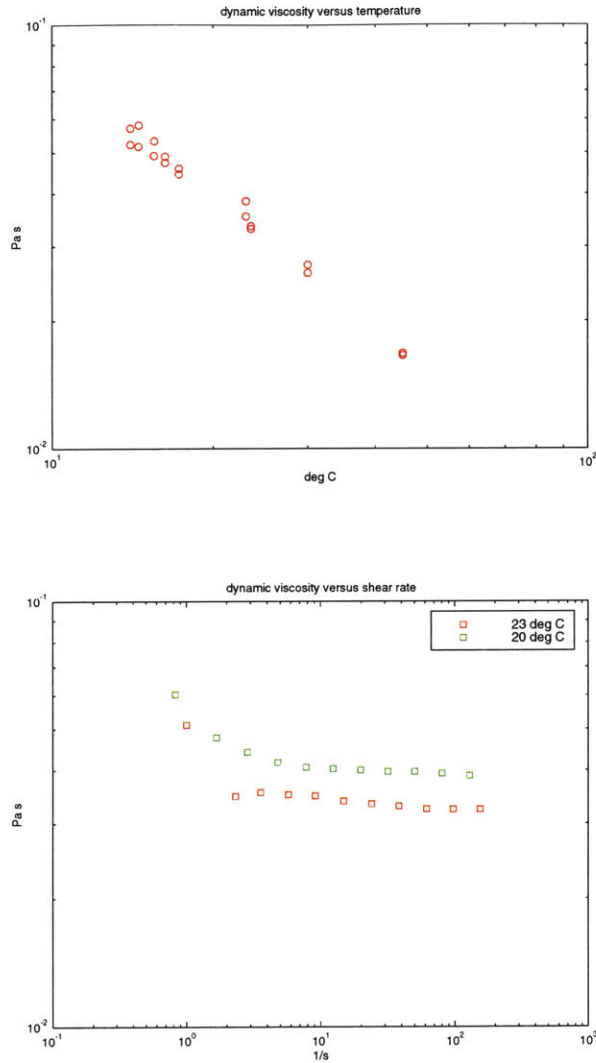 dynamic viscosity versus temperature
10^-1
Pa s
10^-2
10^1
10^2
deg C
dynamic viscosity versus shear rate
10^-1
23 deg C
20 deg C
Pa s
10^-2
10^-1
10^0
10^1
10^2
10^3
1/s